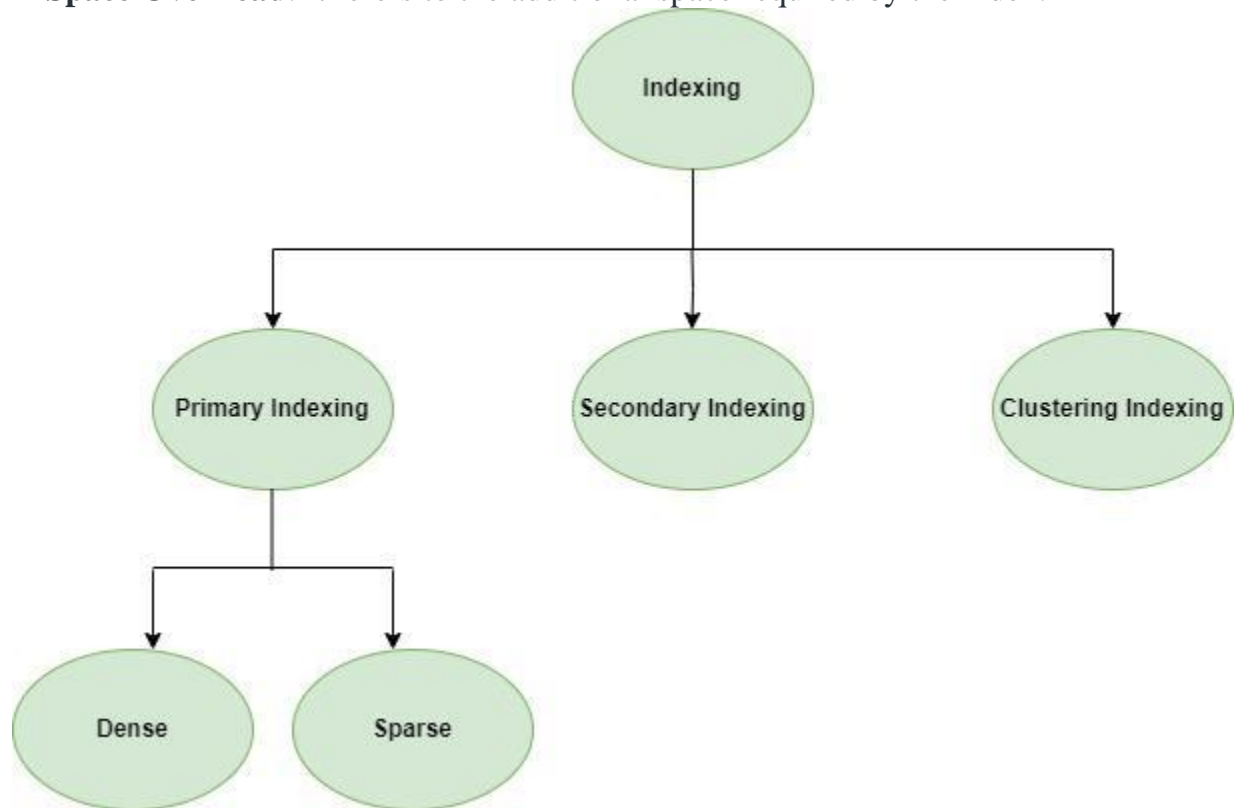 Indexing
Primary Indexing
Secondary Indexing
Clustering Indexing
Dense
Sparse